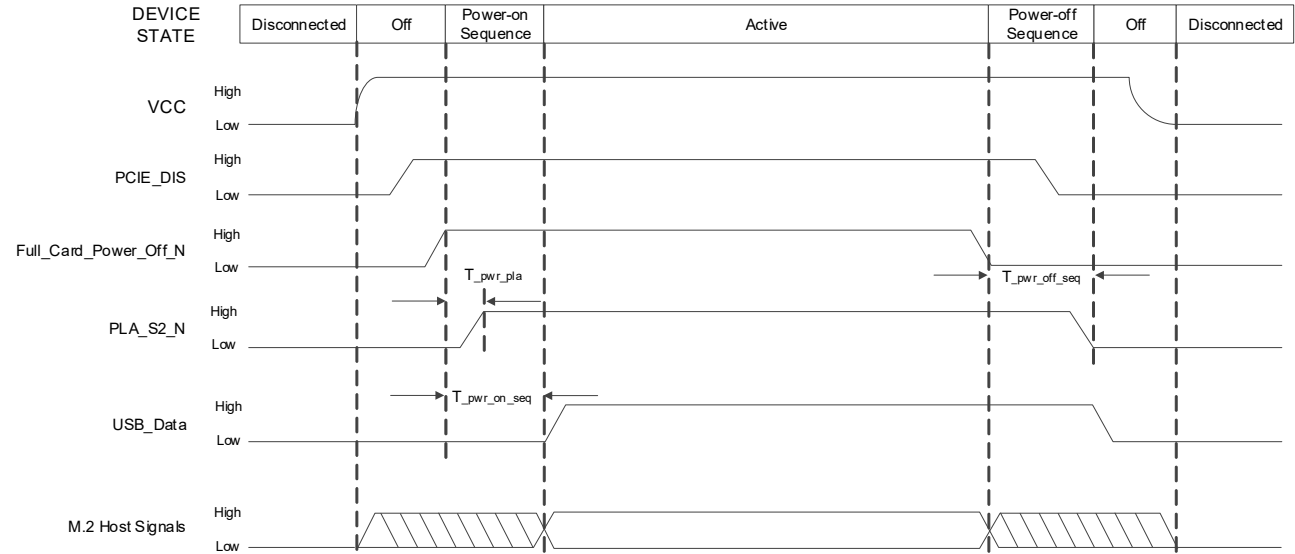 DEVICE
STATE
Disconnected
Off
Power-on
Sequence
Active
Power-off
Sequence
Off
Disconnected
VCC
High
Low
PCIE_DIS
High
Low
Full_Card_Power_Off_N
High
Low
T_pwr_pla
T_pwr_off_seq
PLA_S2_N
High
Low
T_pwr_on_seq
USB_Data
High
Low
M.2 Host Signals
High
Low